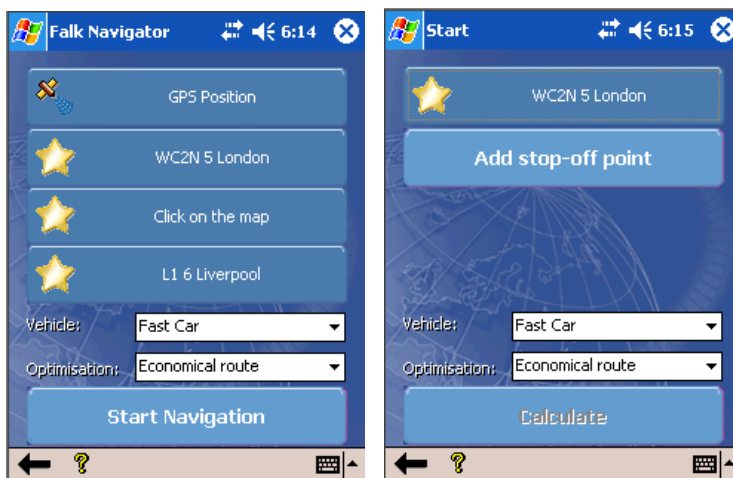 Falk Navigator 6:14
GPS Position
WC2N 5 London
Click on the map
L1 6 Liverpool
Vehicle: Fast Car
Optimisation: Economical route
Start Navigation
?
Start 6:15
WC2N 5 London
Add stop-off point
Vehicle: Fast Car
Optimisation: Economical route
Calculate
?